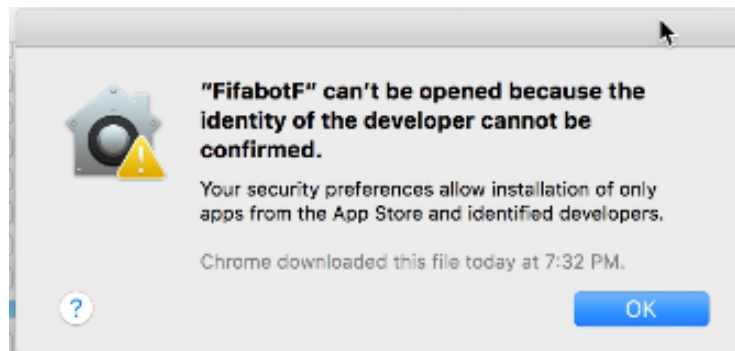 "FifabotF" can't be opened because the
identity of the developer cannot be
confirmed.
Your security preferences allow installation of only
apps from the App Store and identified developers.
Chrome downloaded this file today at 7:32 PM.
?
OK